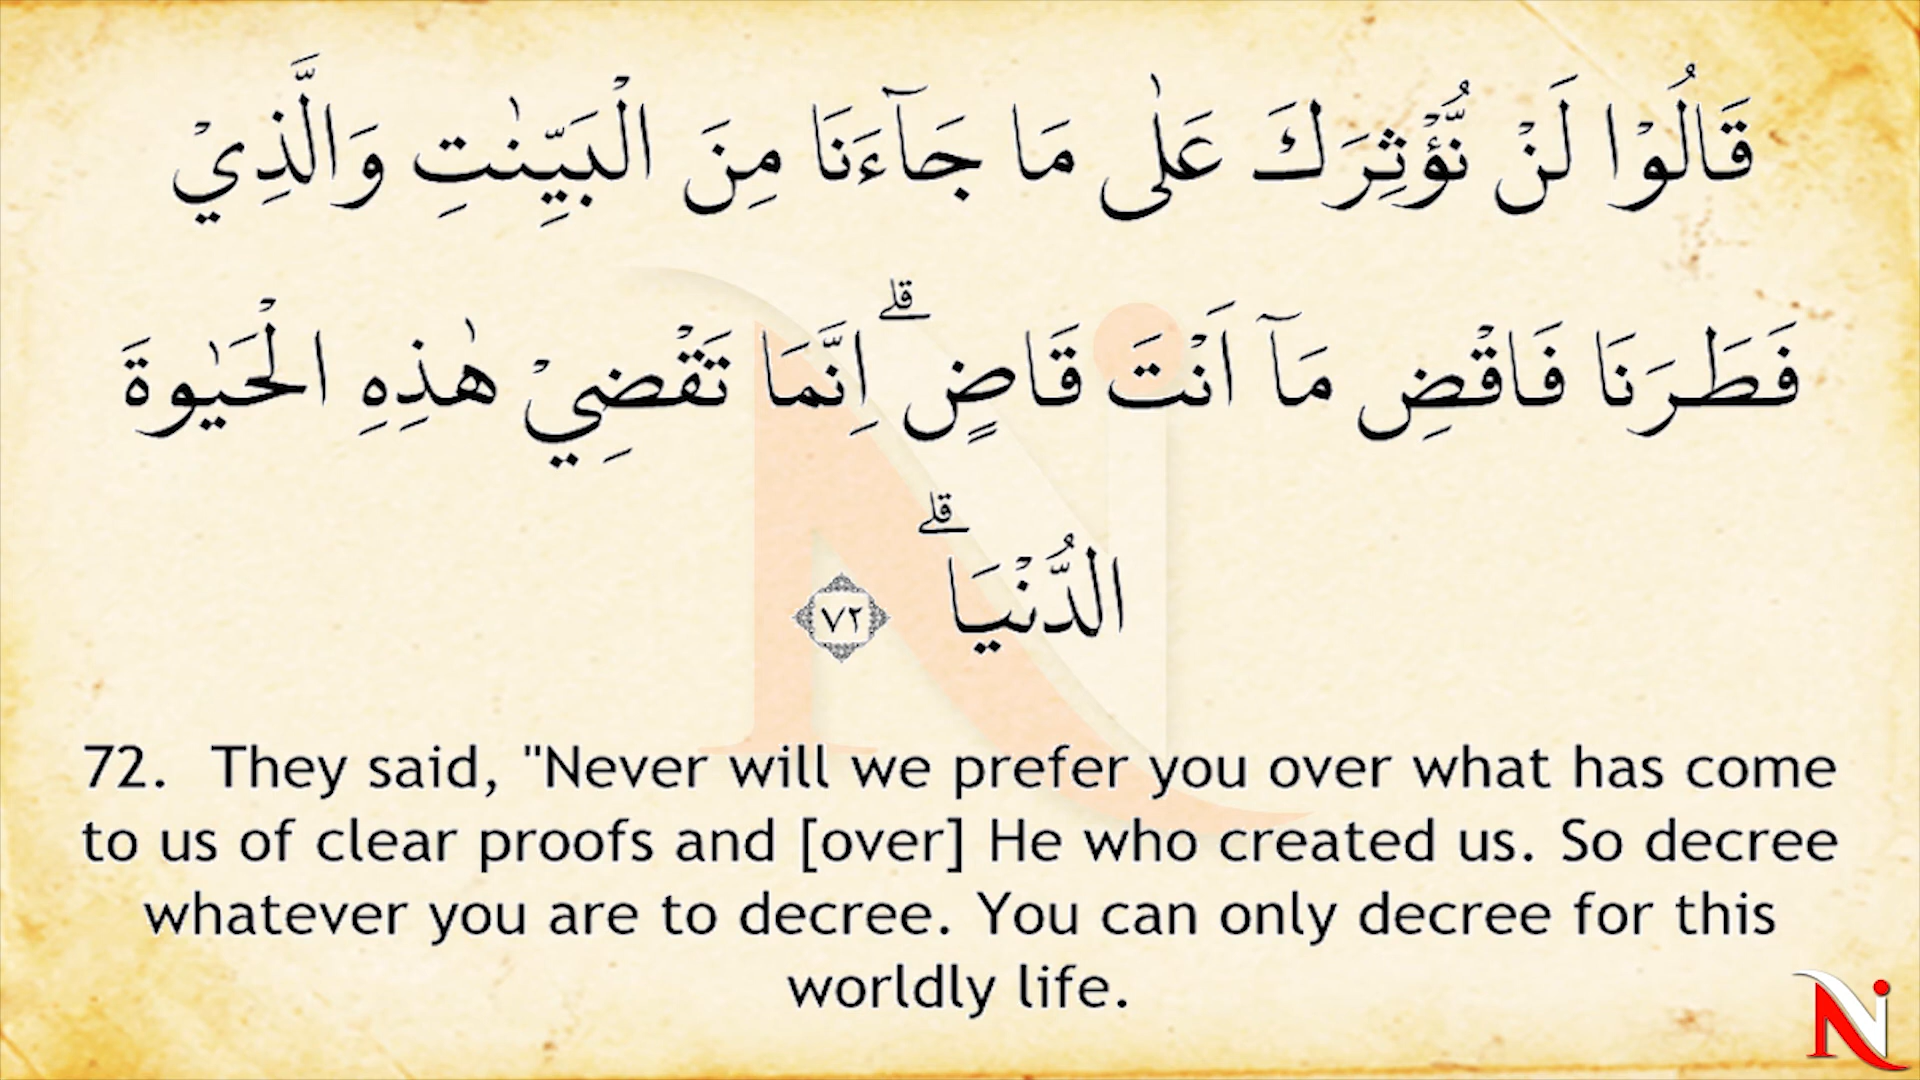 قَالُوْا لَنْ نُّؤْثِرَكَ عَلٰى مَا جَآءَنَا مِنَ الْبَيِّنٰتِ وَالَّذِيْ
فَطَرَنَا فَاقْضِ مَآ اَنْتَ قَاضٍ ۗ اِنَّمَا تَقْضِيْ هٰذِهِ الْحَيٰوةَ
الدُّنْيَا ۗ ٧٢
72. They said, "Never will we prefer you over what has come
to us of clear proofs and [over] He who created us. So decree
whatever you are to decree. You can only decree for this
worldly life.